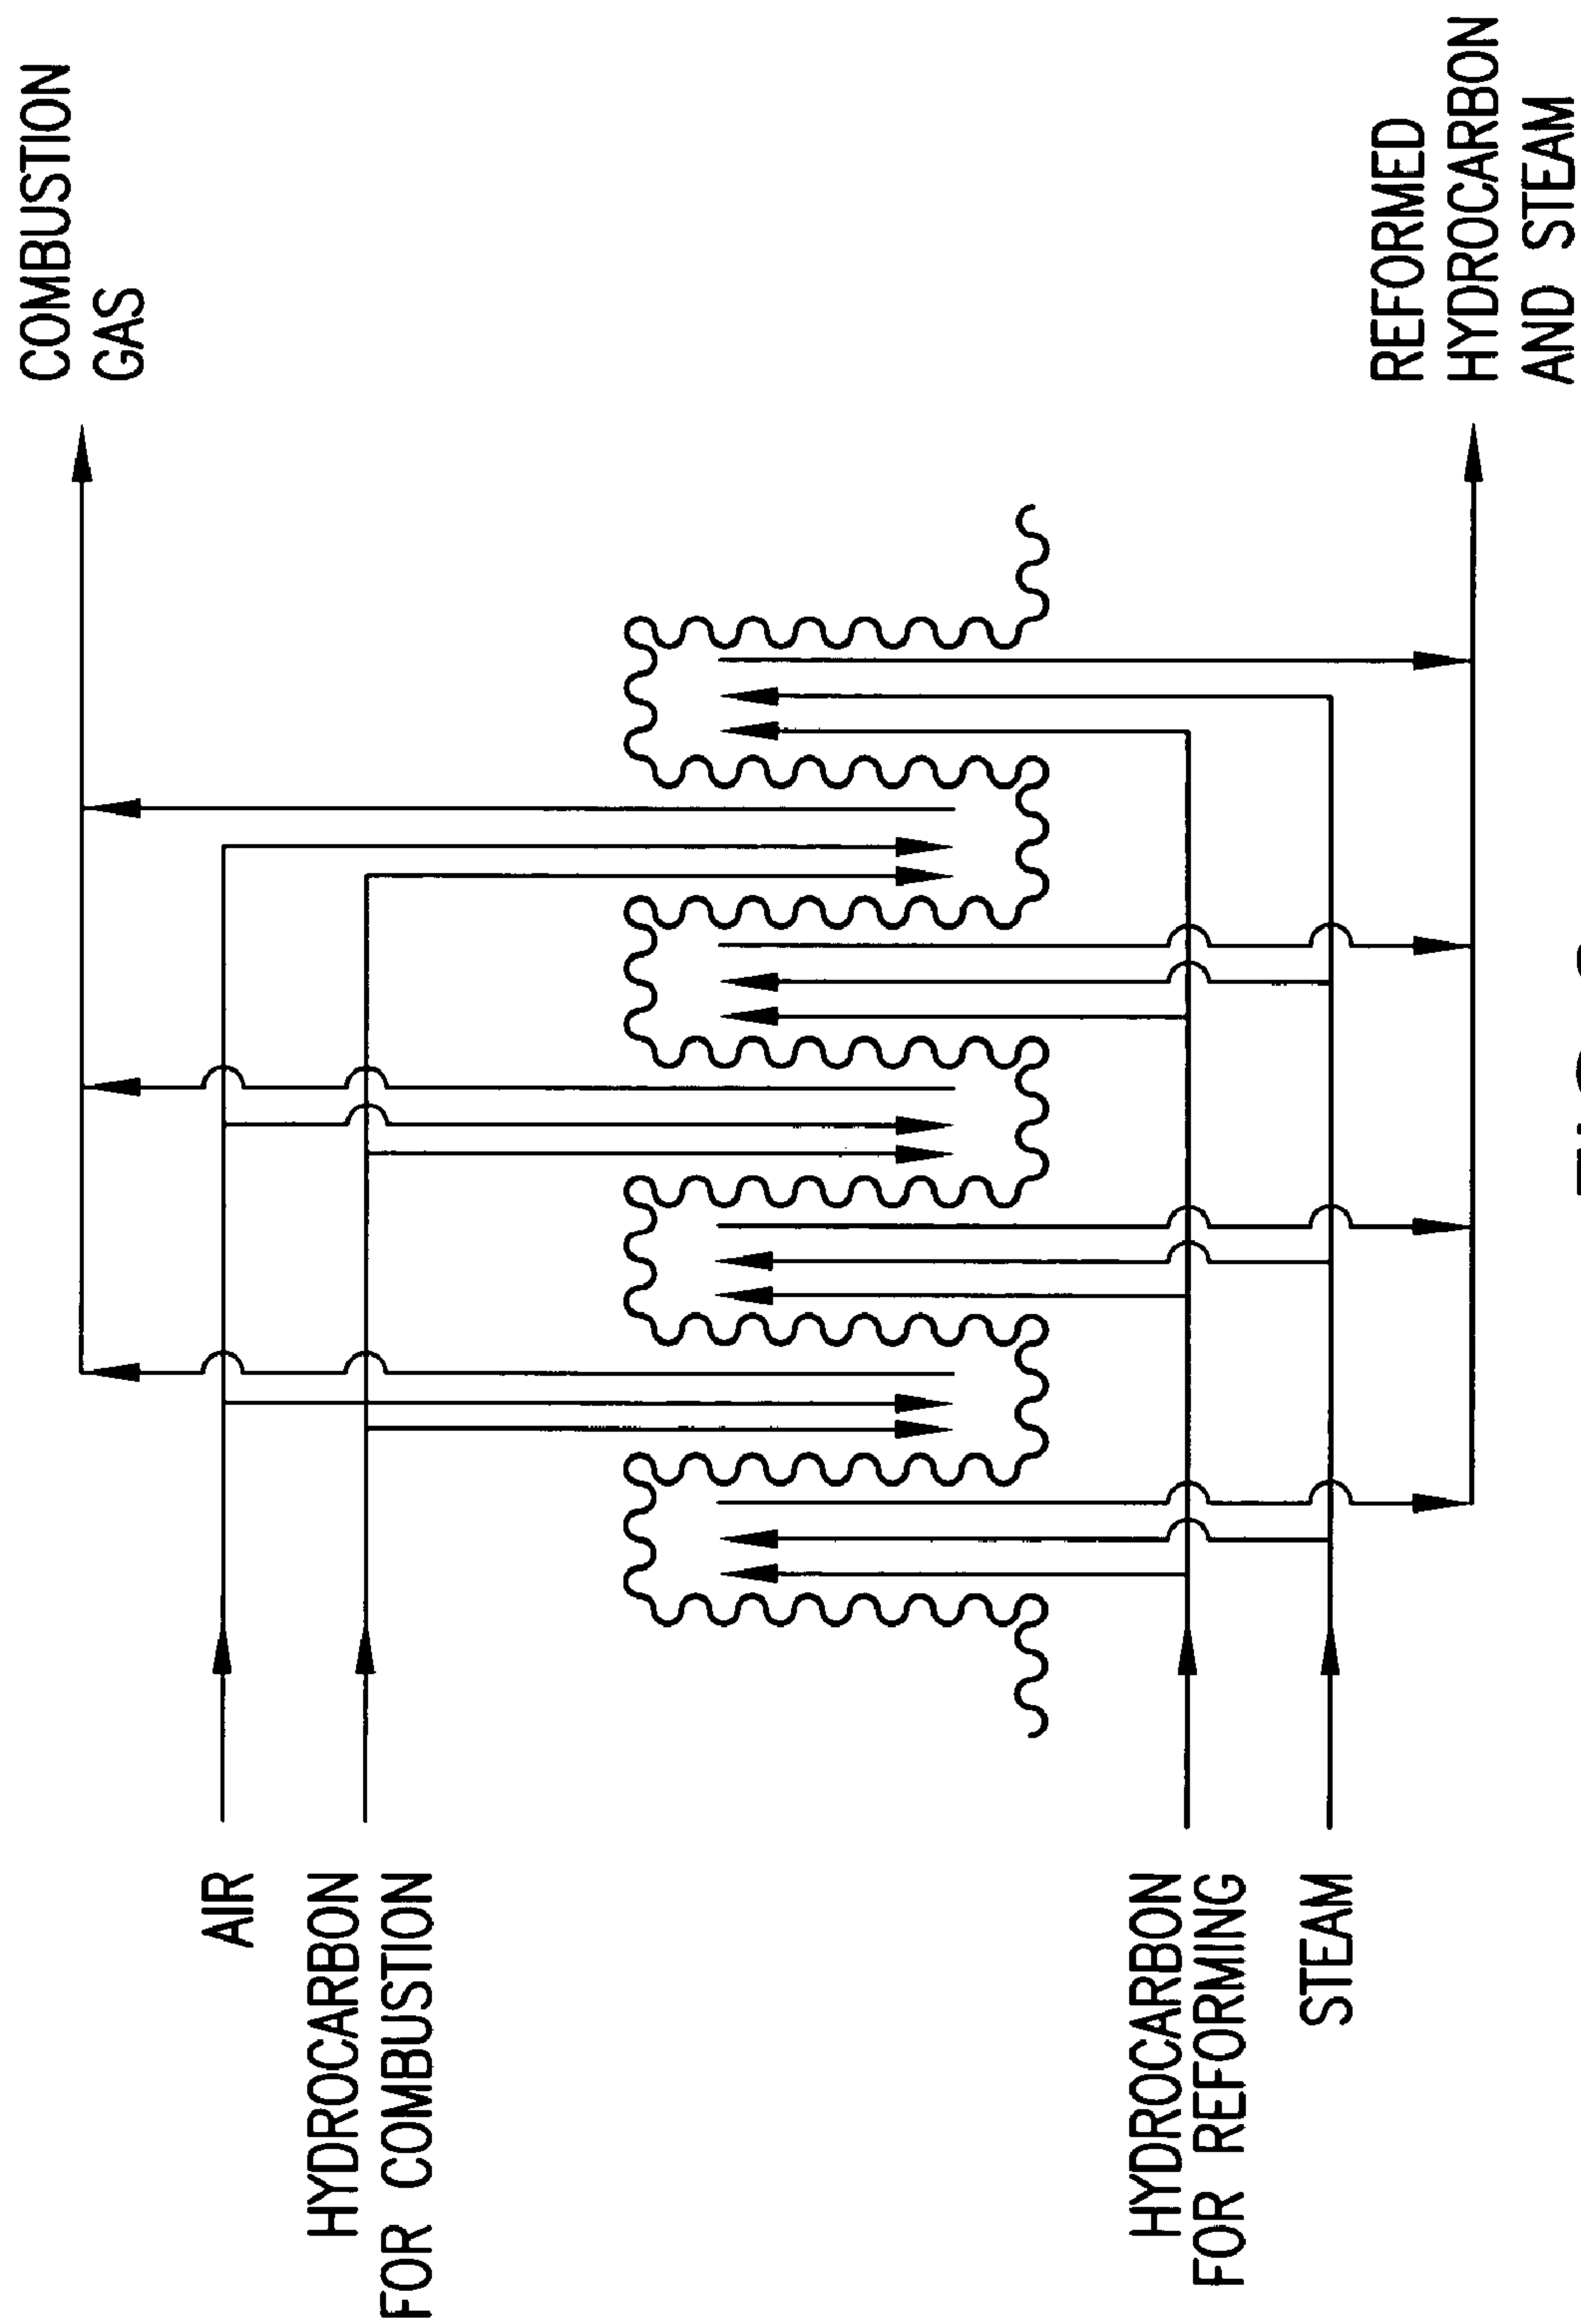 COMBUSTION
GAS
AIR
HYDROCARBON
FOR COMBUSTION
HYDROCARBON
FOR REFORMING
STEAM
REFORMED
HYDROCARBON
AND STEAM